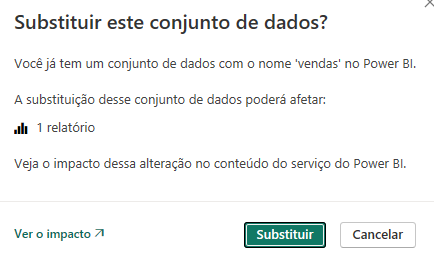 Substituir este conjunto de dados?
Você já tem um conjunto de dados com o nome 'vendas' no Power BI.
A substituição desse conjunto de dados poderá afetar:
1 relatório
Veja o impacto dessa alteração no conteúdo do serviço do Power BI.
Ver o impacto
Substituir
Cancelar